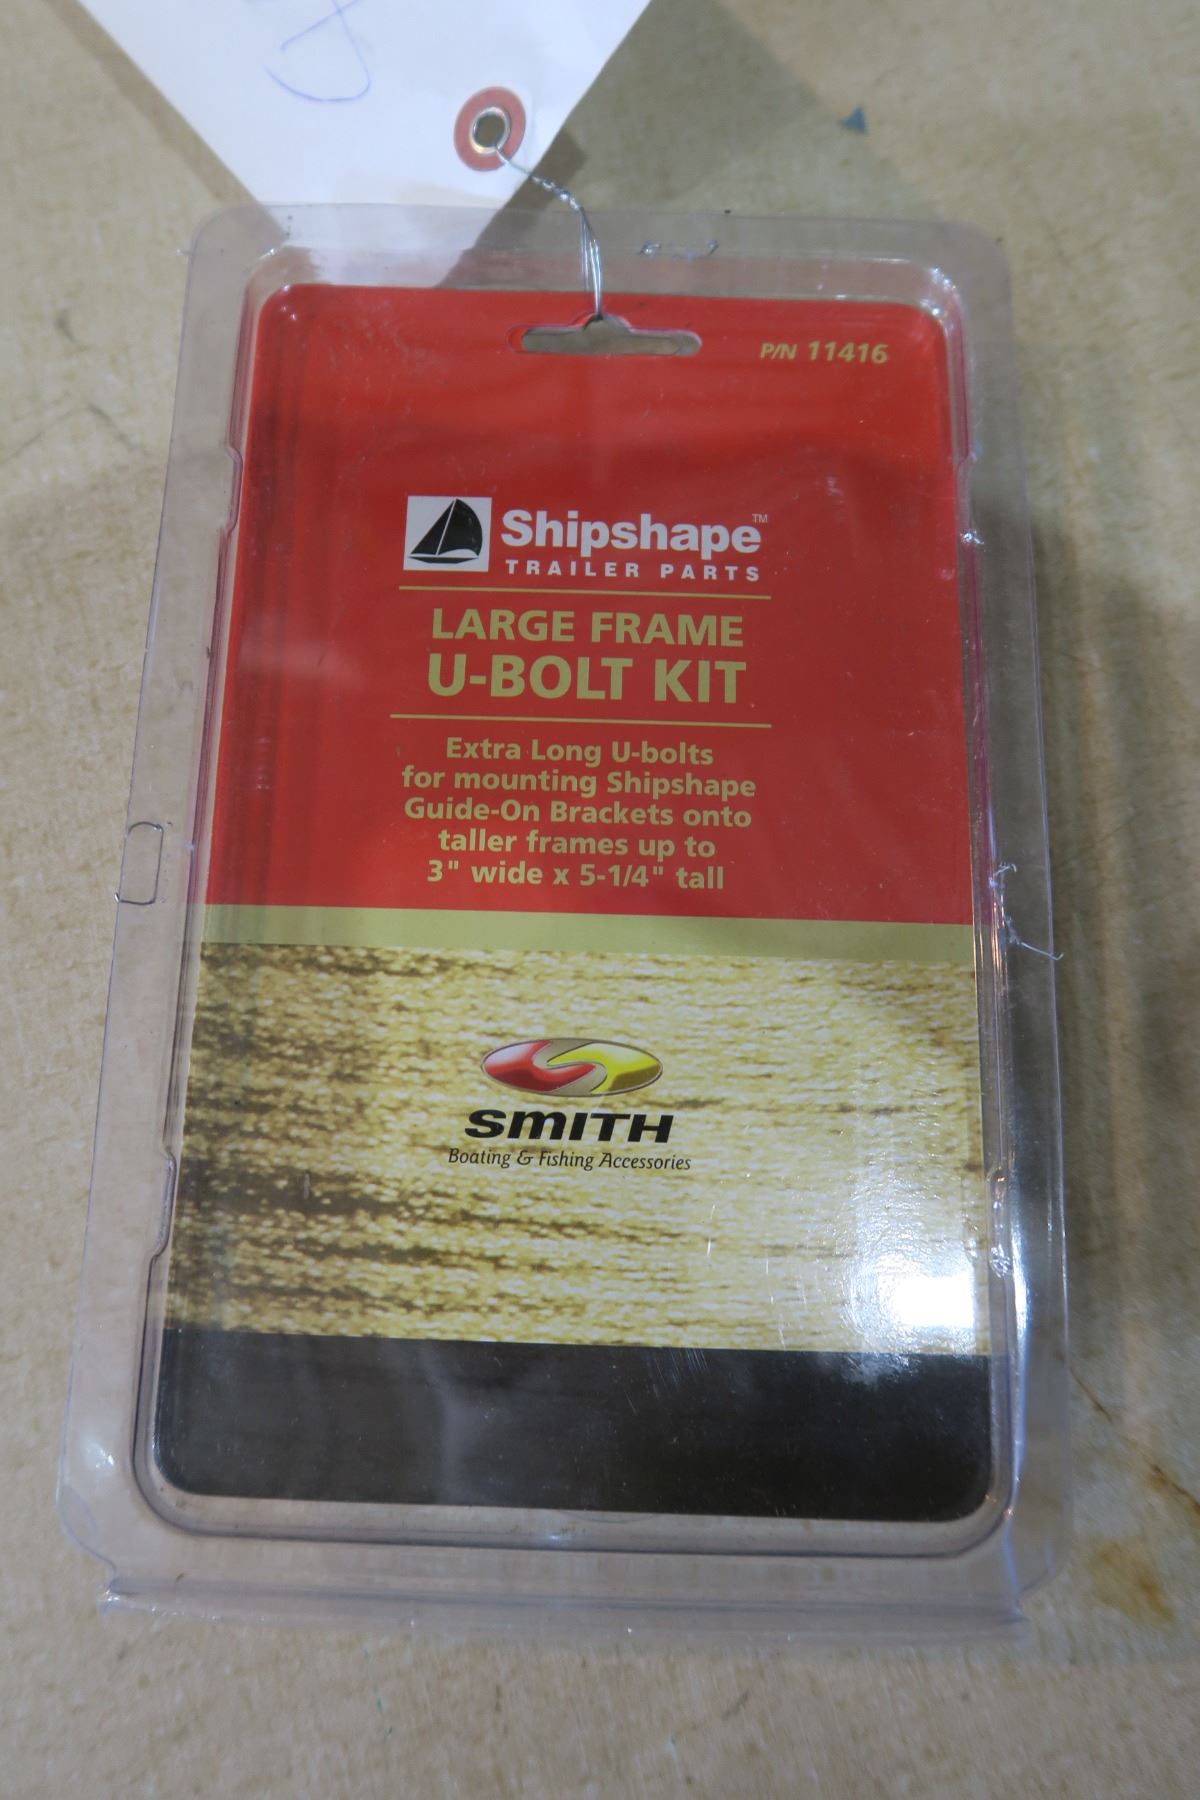 P/N 11416
Shipshape™
TRAILER PARTS
LARGE FRAME
U-BOLT KIT
Extra Long U-bolts
for mounting Shipshape
Guide-On Brackets onto
taller frames up to
3" wide x 5-1/4" tall
SMITH
Boating & Fishing Accessories